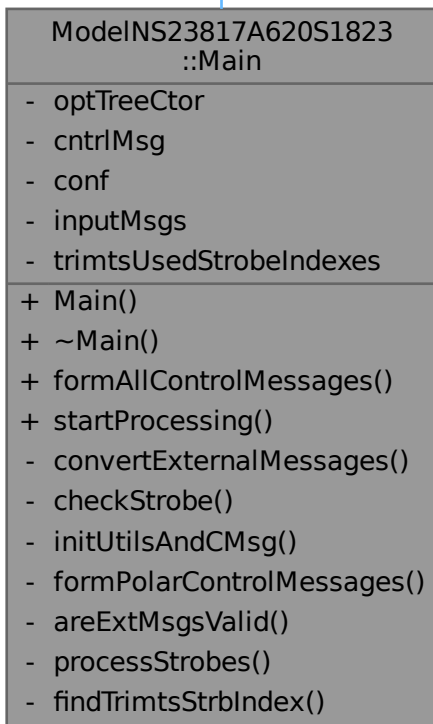 ModelNS23817A620S1823
::Main
- optTreeCtor
- cntrlMsg
- conf
- inputMsgs
- trimtsUsedStrobeIndexes
+ Main()
+ ~Main()
+ formAllControlMessages()
+ startProcessing()
- convertExternalMessages()
- checkStrobe()
- initUtilsAndCMsg()
- formPolarControlMessages()
- areExtMsgsValid()
- processStrobes()
- findTrimtsStrbIndex()